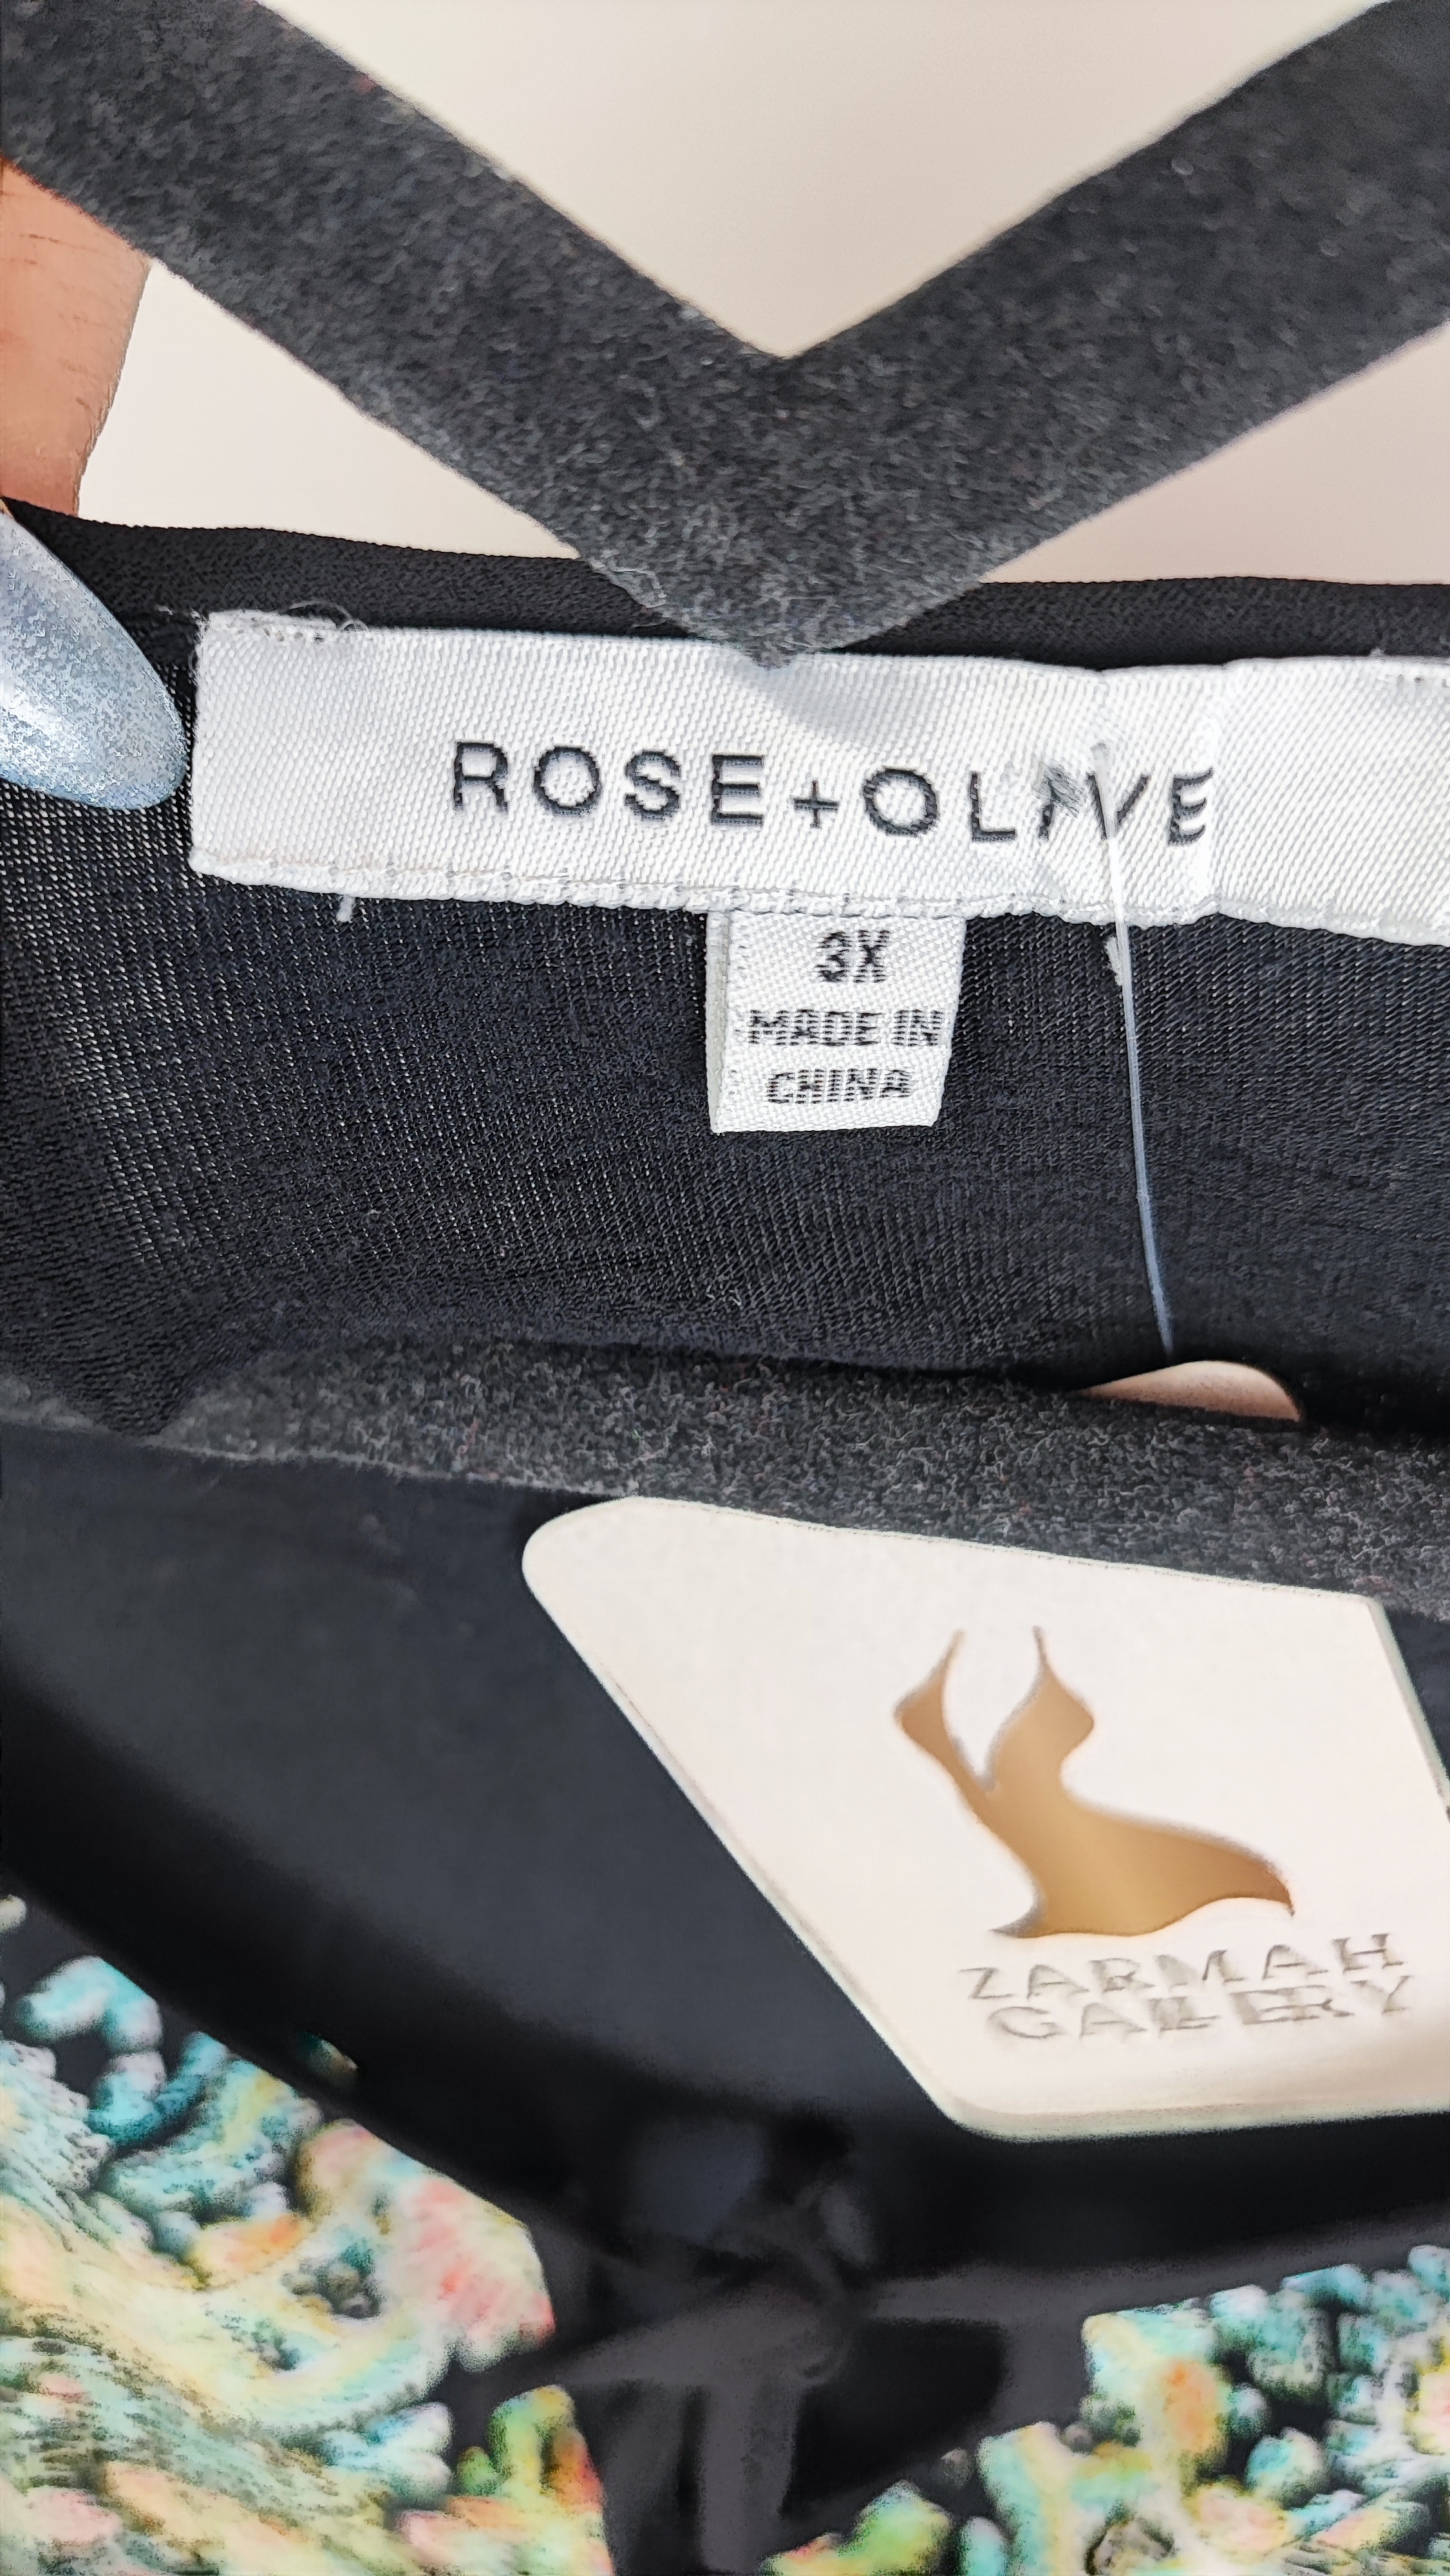 ROSE+OLIVE
3X
MADE IN
CHINA
ZARMAH
GALLERY